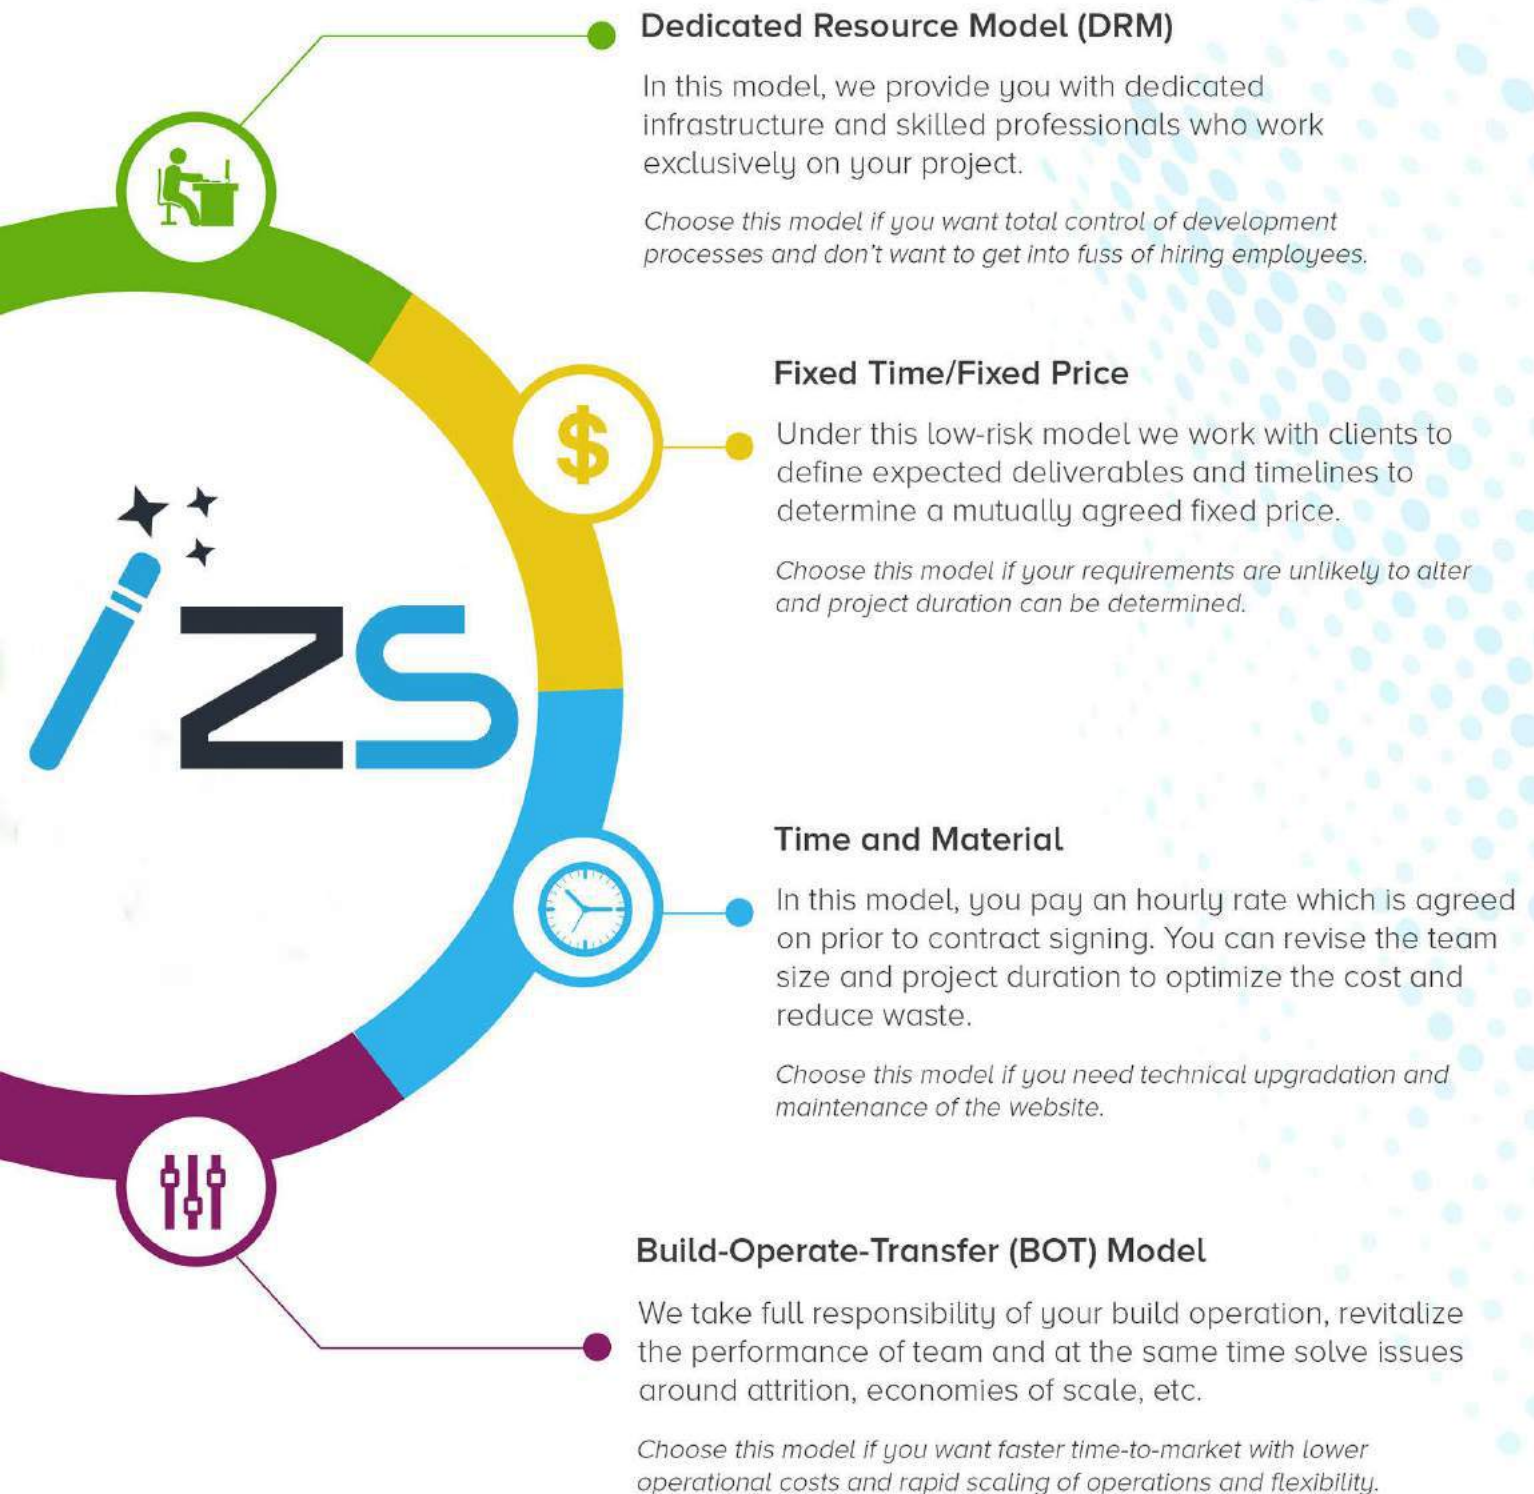 Dedicated Resource Model (DRM)
In this model, we provide you with dedicated
infrastructure and skilled professionals who work
exclusively on your project.
Choose this model if you want total control of development
processes and don't want to get into fuss of hiring employees.
$
Fixed Time/Fixed Price
Under this low-risk model we work with clients to
define expected deliverables and timelines to
determine a mutually agreed fixed price.
Choose this model if your requirements are unlikely to alter
and project duration can be determined.
ZS
Time and Material
In this model, you pay an hourly rate which is agreed
on prior to contract signing. You can revise the team
size and project duration to optimize the cost and
reduce waste.
Choose this model if you need technical upgradation and
maintenance of the website.
Build-Operate-Transfer (BOT) Model
We take full responsibility of your build operation, revitalize
the performance of team and at the same time solve issues
around attrition, economies of scale, etc.
Choose this model if you want faster time-to-market with lower
operational costs and rapid scaling of operations and flexibility.